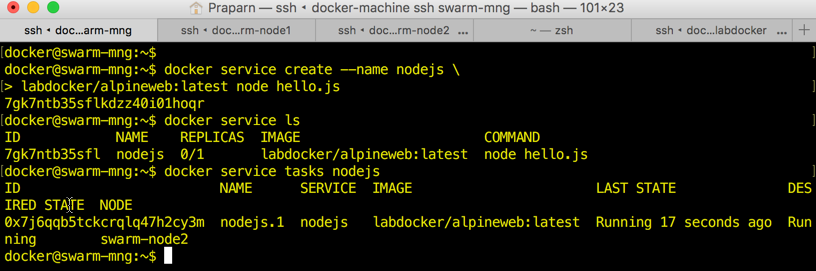 Praparn — ssh ◂ docker-machine ssh swarm-mng — bash — 101×23
ssh ◂ doc...arm-mng
ssh ◂ doc...rm-node1
ssh ◂ doc...rm-node2 ...
~ — zsh
ssh ◂ doc...labdocker ...
+
[docker@swarm-mng:~$ ]
docker@swarm-mng:~$ docker service create --name nodejs \
[> labdocker/alpineweb:latest node hello.js ]
7gk7ntb35sflkdzz40i01hoqr
[docker@swarm-mng:~$ docker service ls ]
ID NAME REPLICAS IMAGE COMMAND
7gk7ntb35sfl nodejs 0/1 labdocker/alpineweb:latest node hello.js
[docker@swarm-mng:~$ docker service tasks nodejs ]
ID NAME SERVICE IMAGE LAST STATE DES
IRED STATE NODE
0x7j6qqb5tckcrqlq47h2cy3m nodejs.1 nodejs labdocker/alpineweb:latest Running 17 seconds ago Run
ning swarm-node2
docker@swarm-mng:~$